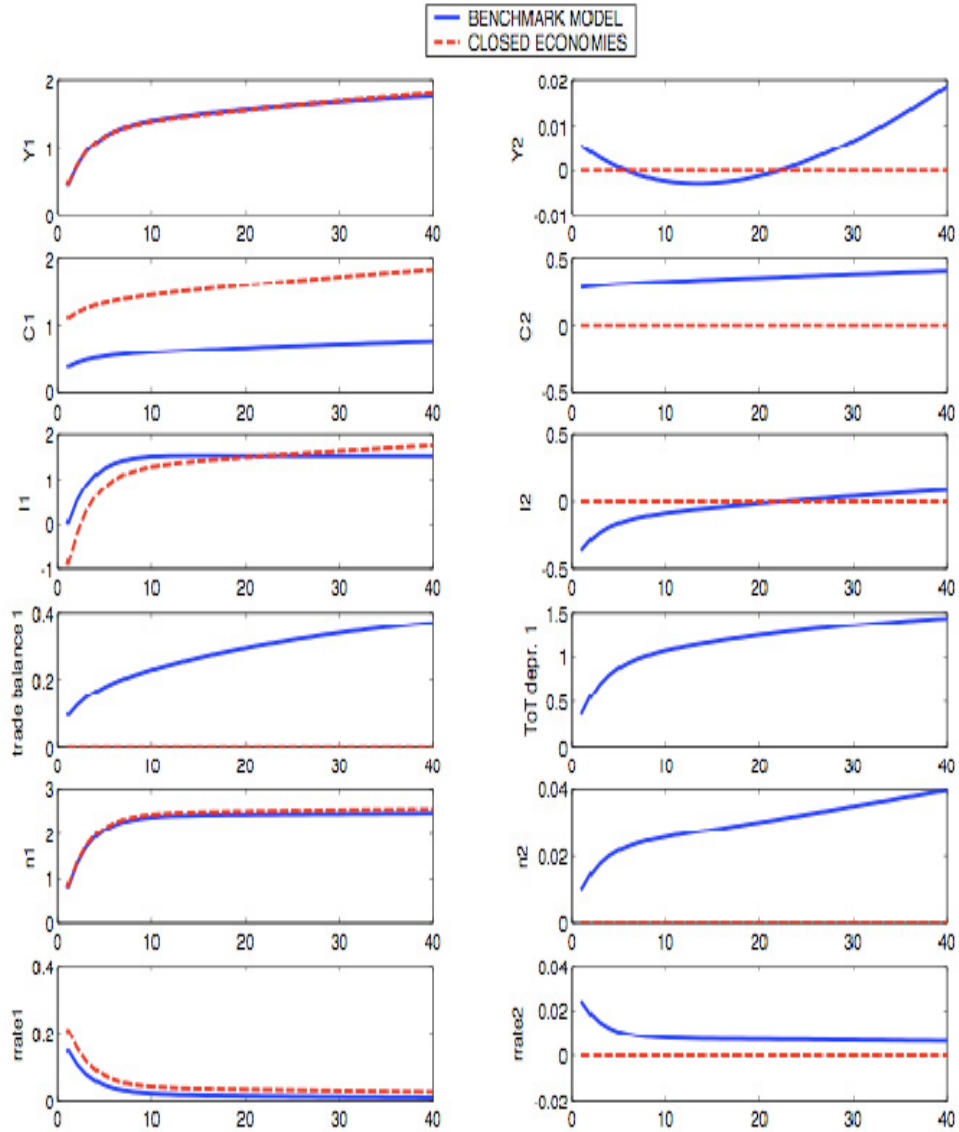 BENCHMARK MODEL
CLOSED ECONOMIES
2
1
0
Y1
0 10 20 30 40
0.02
0.01
0
-0.01
Y2
0 10 20 30 40
2
1
0
C1
0 10 20 30 40
0.5
0
-0.5
C2
0 10 20 30 40
2
1
0
-1
I1
0 10 20 30 40
0.5
0
-0.5
I2
0 10 20 30 40
0.4
0.2
0
trade balance 1
0 10 20 30 40
1.5
1
0.5
0
ToT depr. 1
0 10 20 30 40
3
2
1
0
n1
0 10 20 30 40
0.04
0.02
0
n2
0 10 20 30 40
0.4
0.2
0
rrate1
0 10 20 30 40
0.04
0.02
0
-0.02
rrate2
0 10 20 30 40